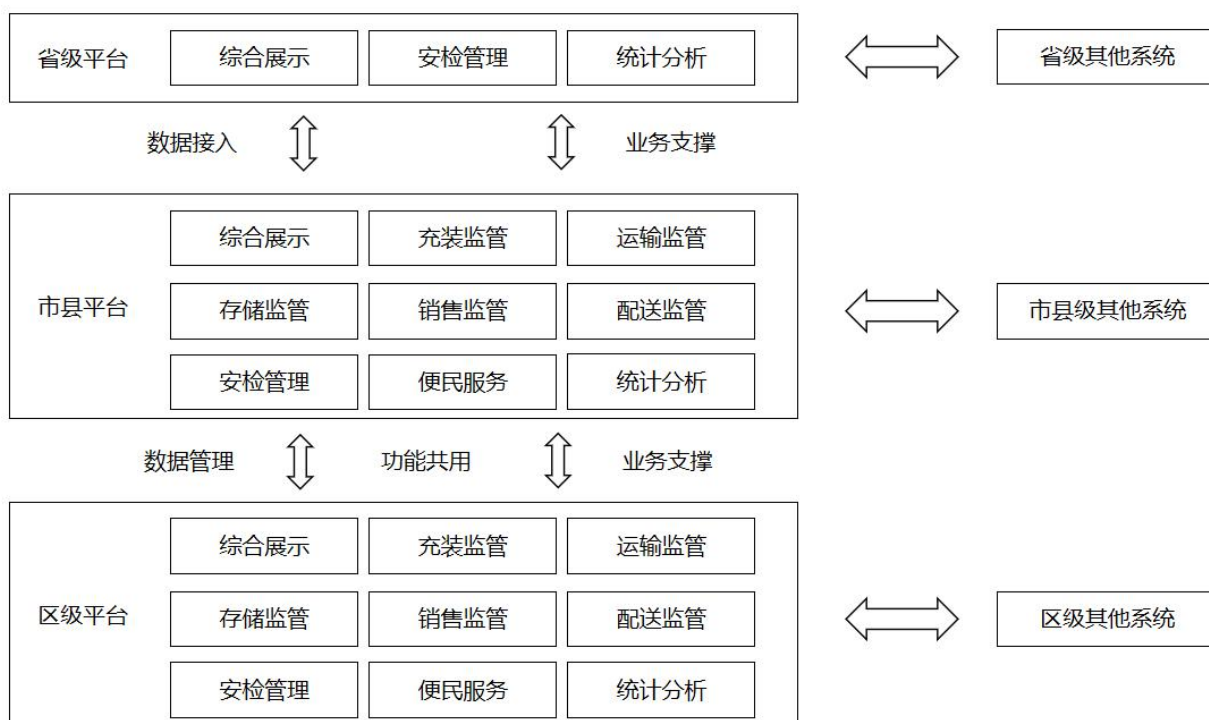 省级平台 综合展示 安检管理 统计分析 省级其他系统
数据接入 业务支撑
综合展示 充装监管 运输监管
市县平台 存储监管 销售监管 配送监管 市县级其他系统
安检管理 便民服务 统计分析
数据管理 功能共用 业务支撑
综合展示 充装监管 运输监管
区级平台 存储监管 销售监管 配送监管 区级其他系统
安检管理 便民服务 统计分析